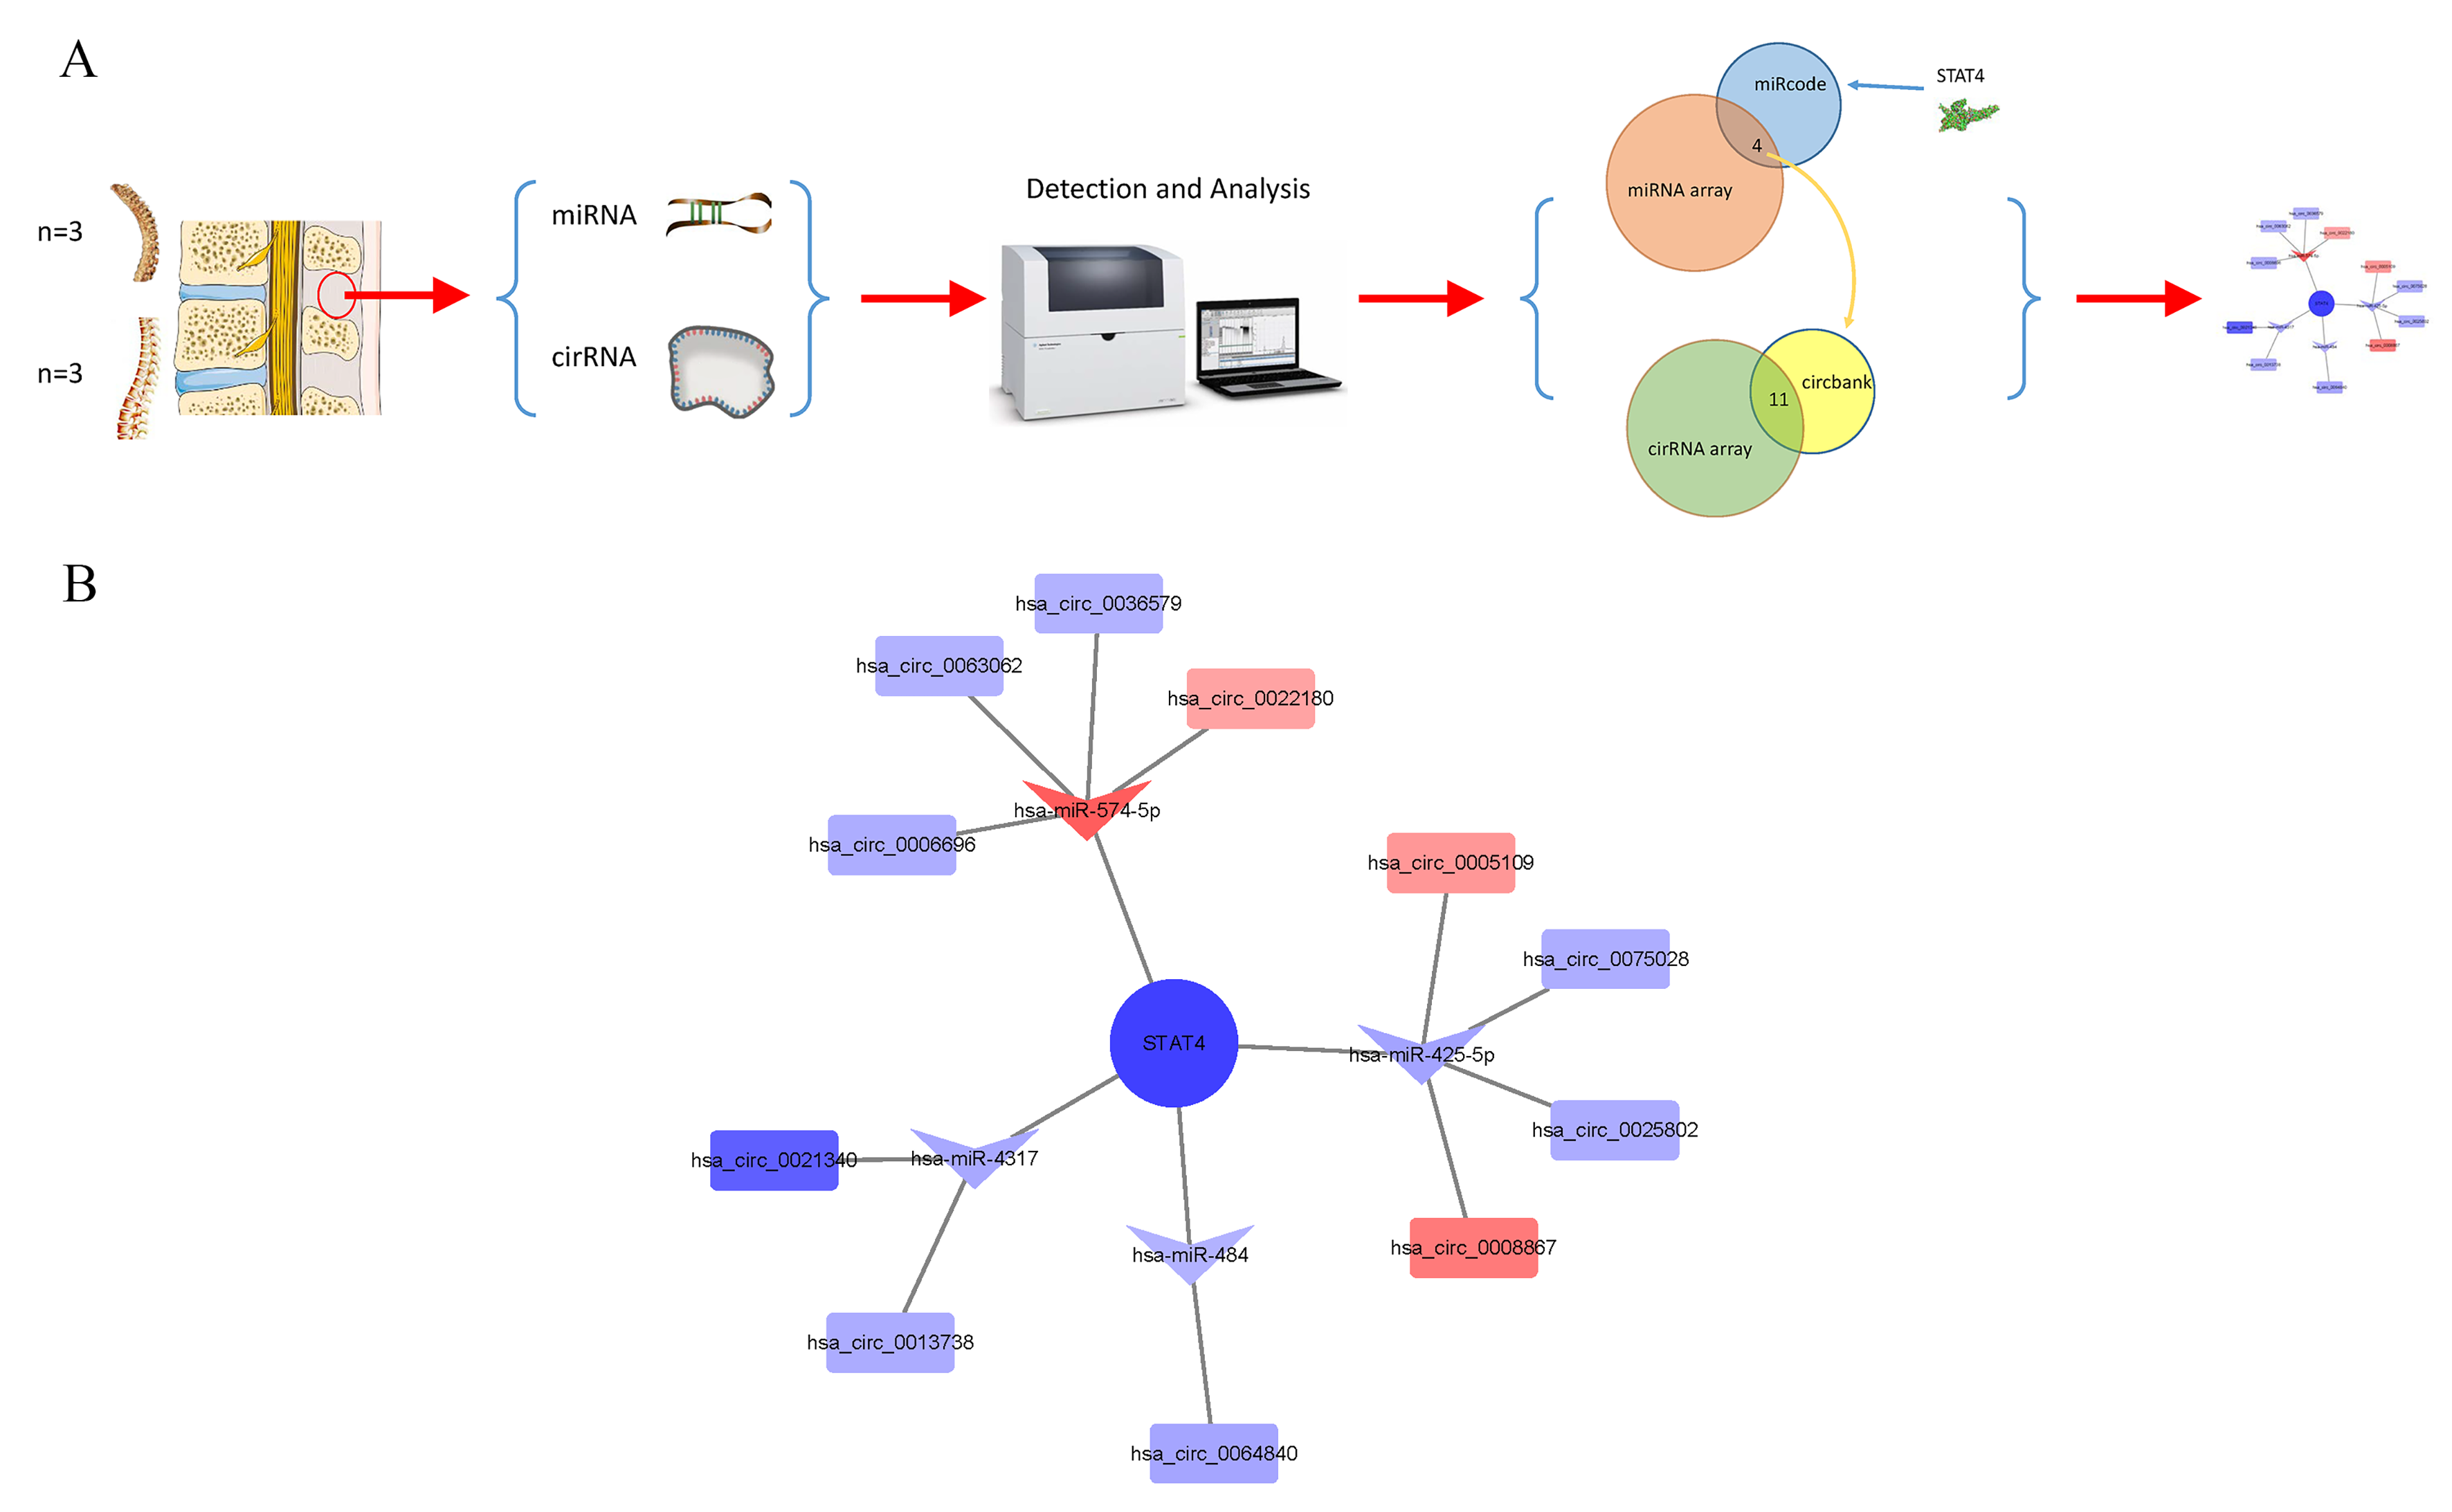 A
n=3
n=3
miRNA
cirRNA
Detection and Analysis
miRcode
STAT4
4
miRNA array
circbank
11
cirRNA array
B
hsa_circ_0036579
hsa_circ_0063062
hsa_circ_0022180
hsa-miR-574-5p
hsa_circ_0006696
hsa_circ_0005109
hsa_circ_0075028
STAT4
hsa-miR-425-5p
hsa_circ_0025802
hsa_circ_0021340
hsa-miR-4317
hsa-miR-484
hsa_circ_0008867
hsa_circ_0013738
hsa_circ_0064840